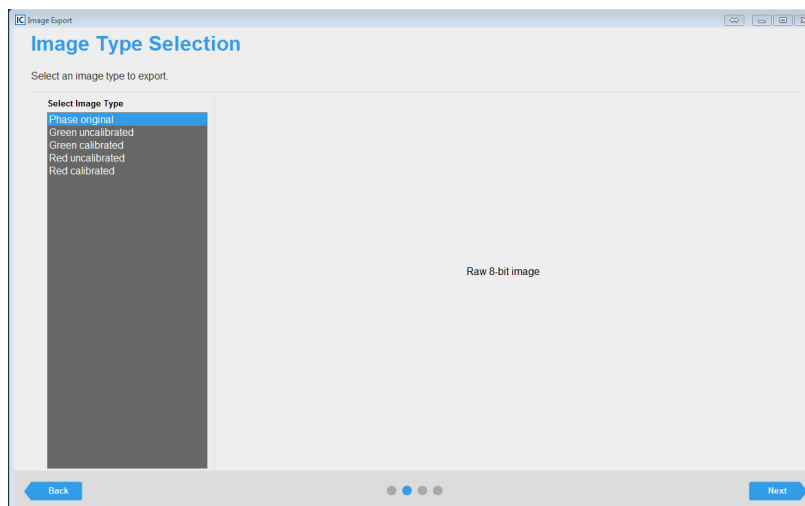 IC Image Export
Image Type Selection
Select an image type to export.
Select Image Type
Phase original
Green uncalibrated
Green calibrated
Red uncalibrated
Red calibrated
Raw 8-bit image
Back
Next